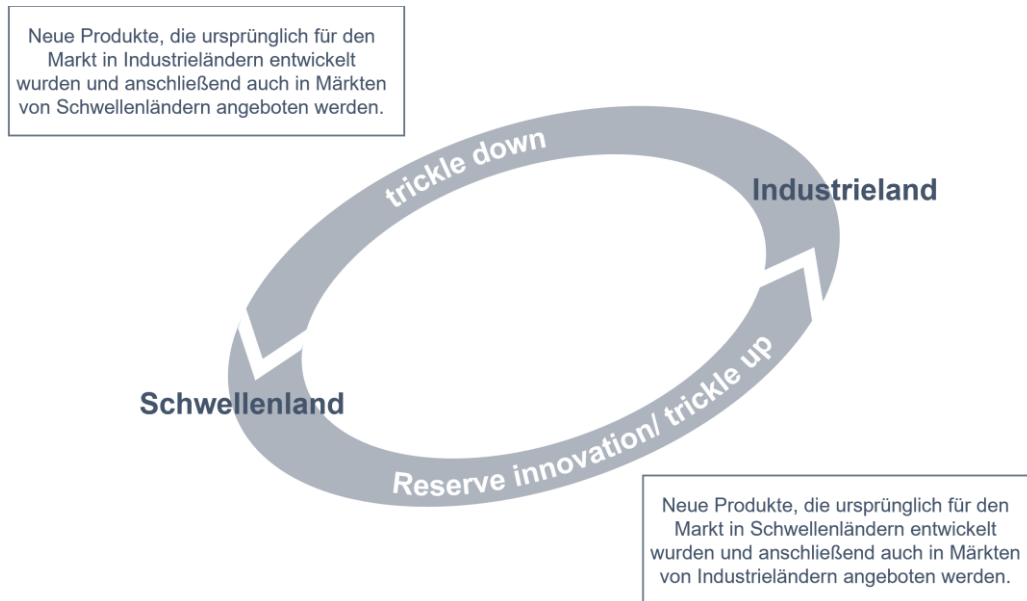 Neue Produkte, die ursprünglich für den
Markt in Industrieländern entwickelt
wurden und anschließend auch in Märkten
von Schwellenländern angeboten werden.
trickle down
Industrieland
Schwellenland
Reserve innovation/ trickle up
Neue Produkte, die ursprünglich für den
Markt in Schwellenländern entwickelt
wurden und anschließend auch in Märkten
von Industrieländern angeboten werden.